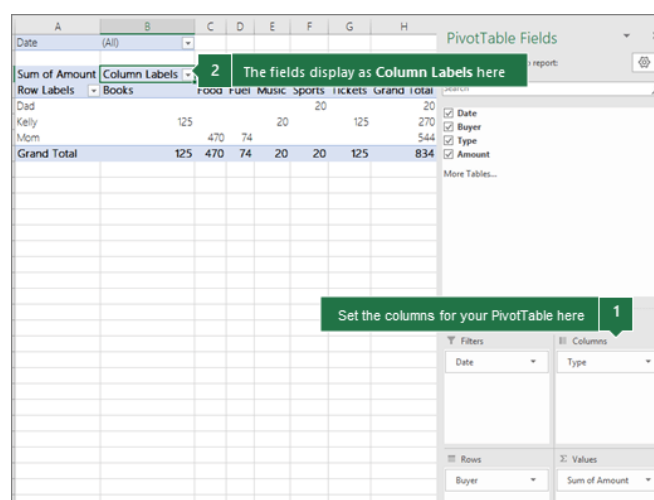 A B C D E F G H
Date (All)
Sum of Amount Column Labels
Row Labels Books Food Fuel Music Sports Tickets Grand Total
Dad 20 20
Kelly 125 20 125 270
Mom 470 74 544
Grand Total 125 470 74 20 20 125 834
2 The fields display as Column Labels here
PivotTable Fields
report:
Search
Date
Buyer
Type
Amount
More Tables...
Set the columns for your PivotTable here 1
Filters Columns
Date Type
Rows Σ Values
Buyer Sum of Amount